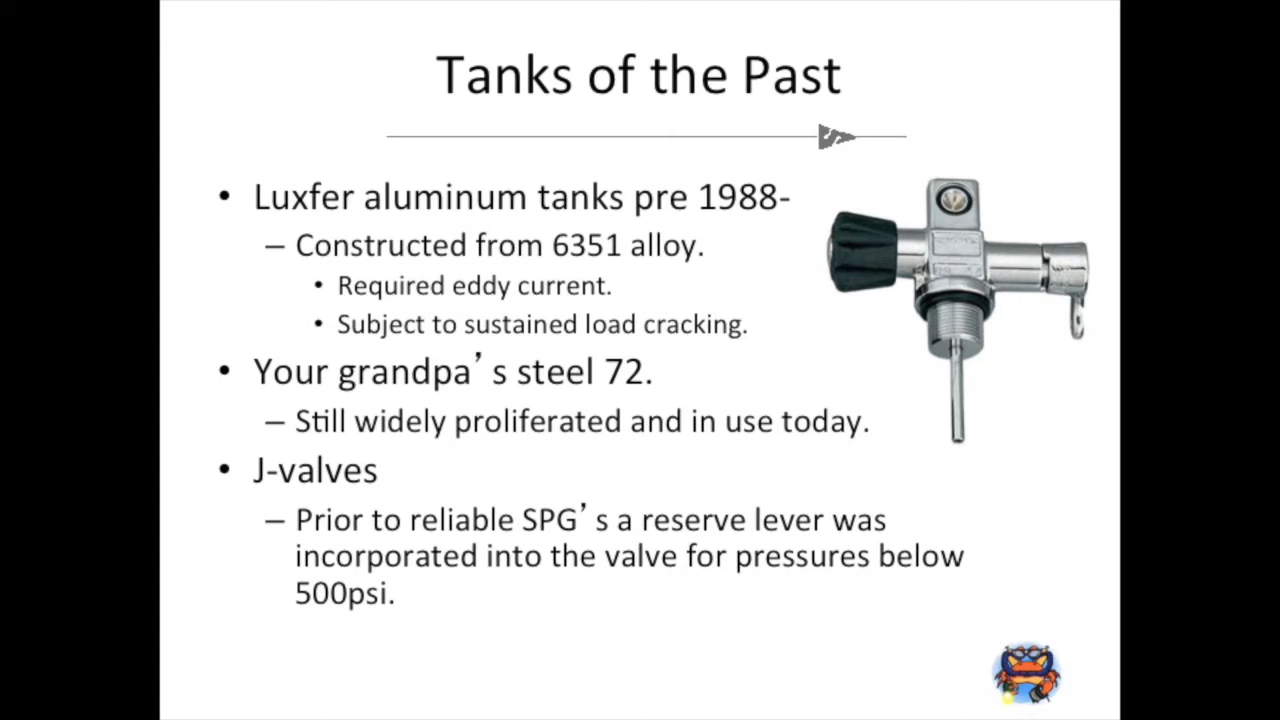 Tanks of the Past
• Luxfer aluminum tanks pre 1988-
– Constructed from 6351 alloy.
• Required eddy current.
• Subject to sustained load cracking.
• Your grandpa’s steel 72.
– Still widely proliferated and in use today.
• J-valves
– Prior to reliable SPG’s a reserve lever was
incorporated into the valve for pressures below
500psi.